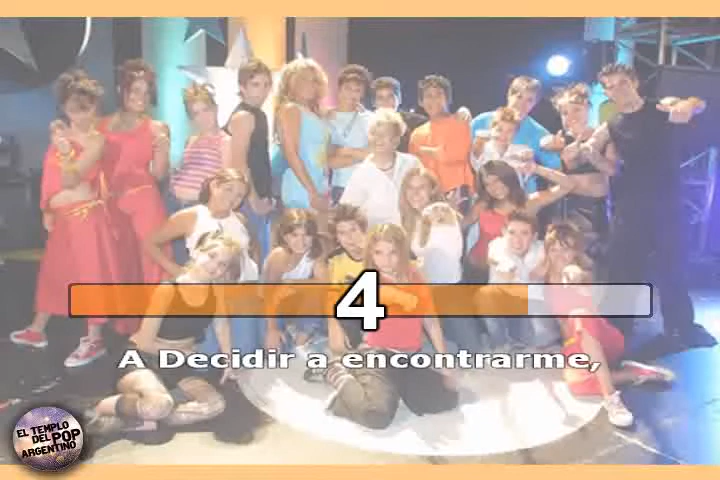 4
A Decidir a encontrarme,
EL TEMPLO
DEL POP
ARGENTINO